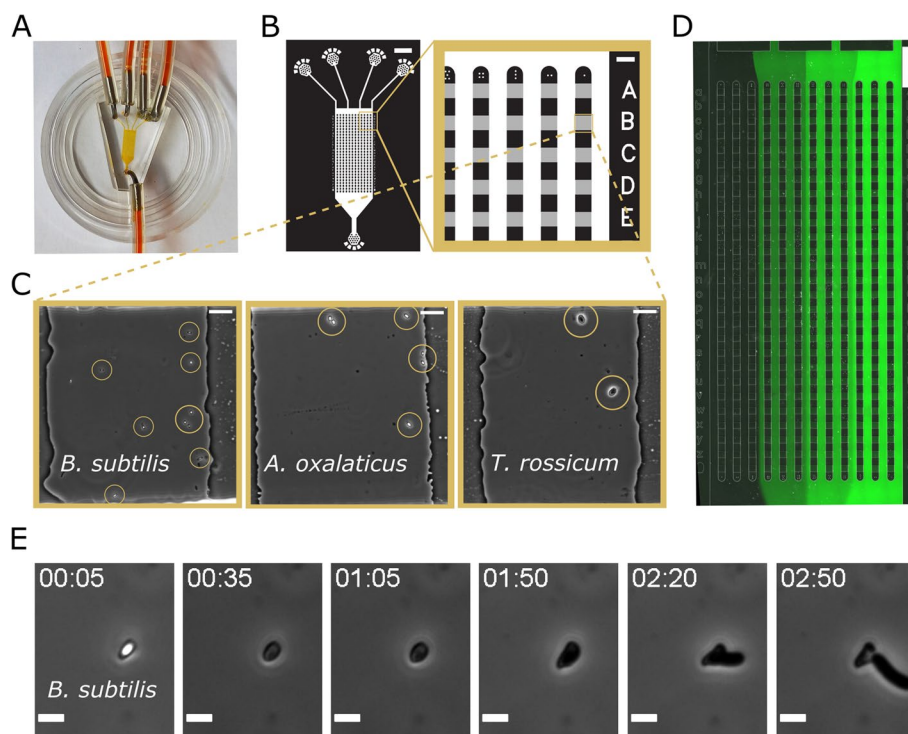 A
B
A
B
C
D
E
C
B. subtilis
A. oxalaticus
T. rossicum
D
E
00:05
00:35
01:05
01:50
02:20
02:50
B. subtilis